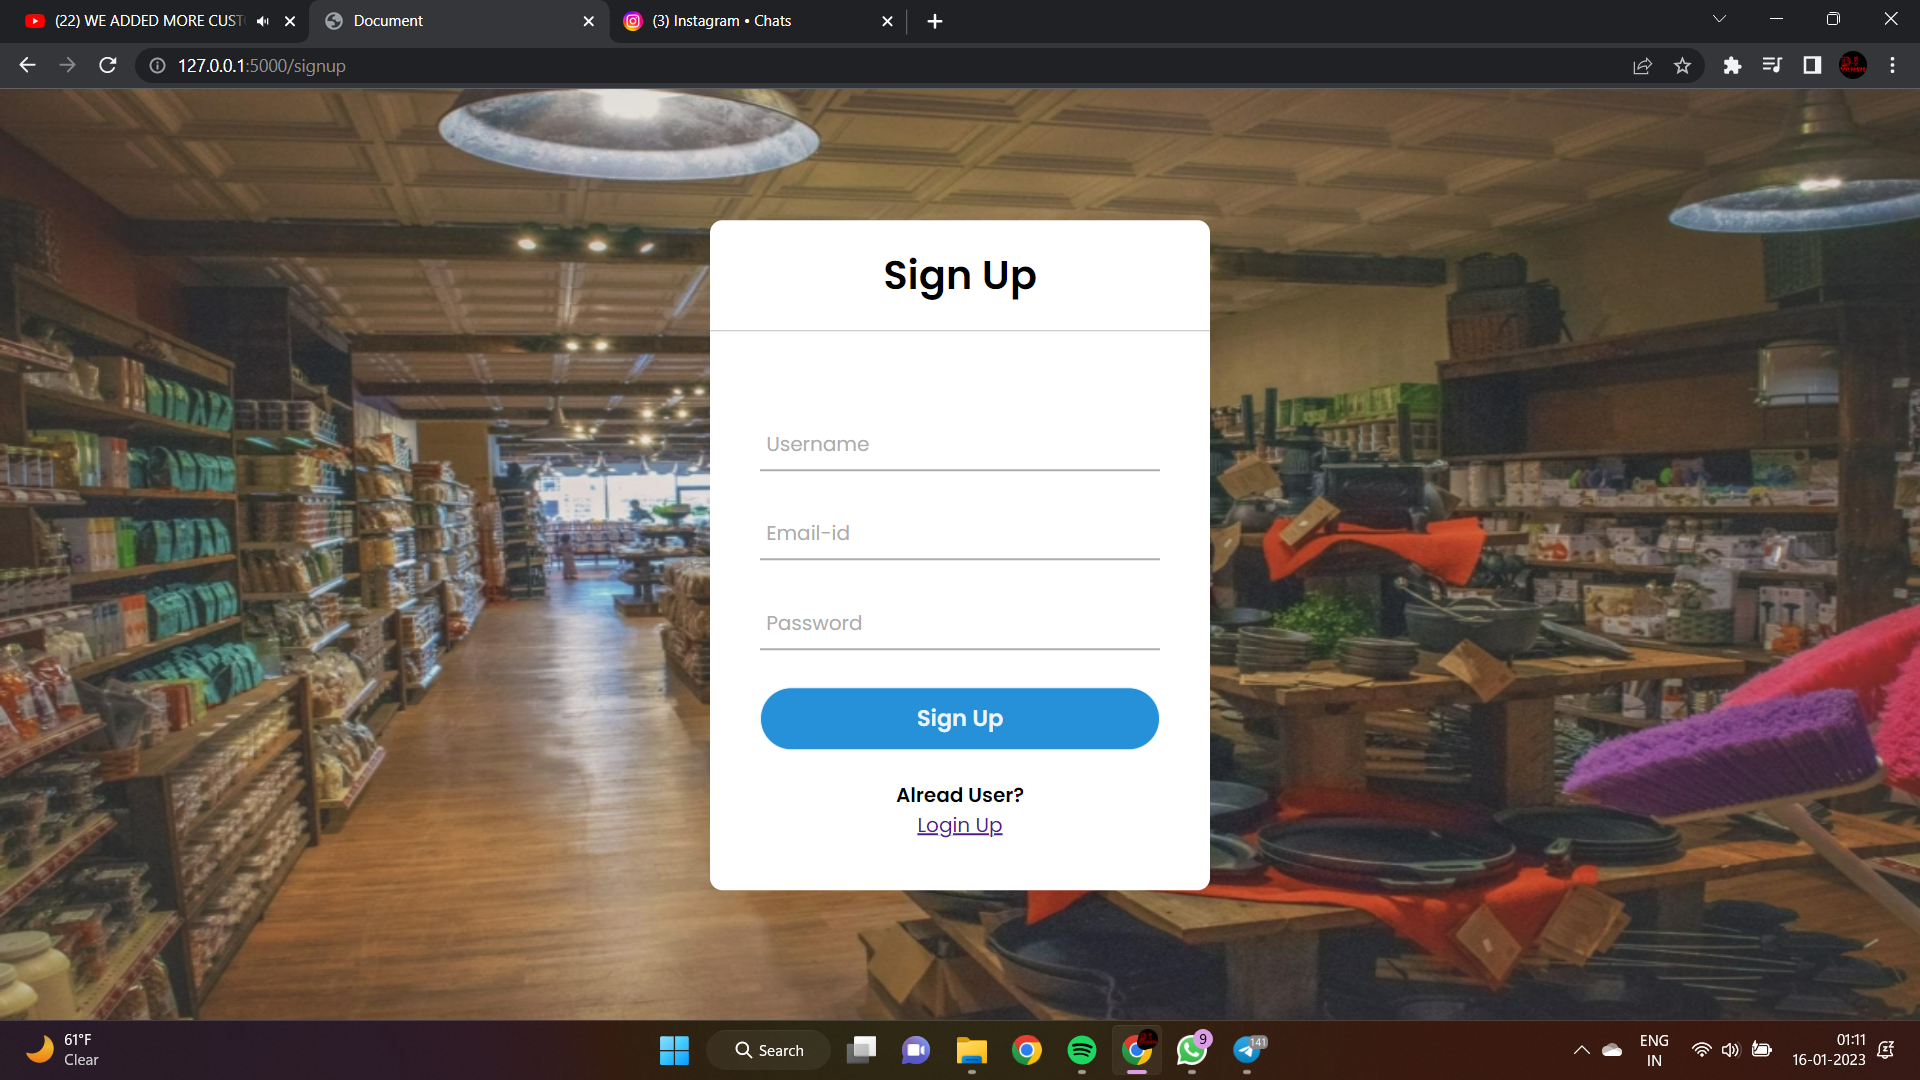 (22) WE ADDED MORE CUST
Document
(3) Instagram • Chats
127.0.0.1:5000/signup
Sign Up
Username
Email-id
Password
Sign Up
Alread User?
Login Up
61°F
Clear
Search
9
141
ENG
IN
01:11
16-01-2023